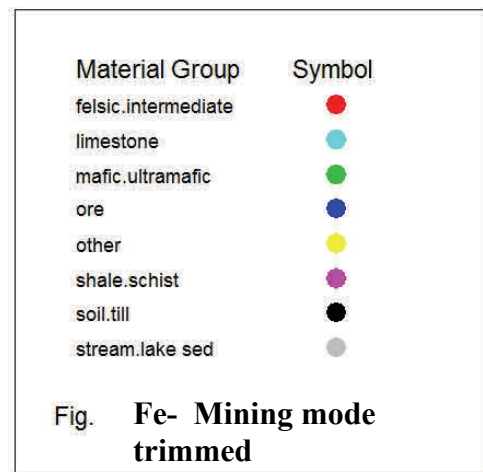 Material Group Symbol
felsic.intermediate
limestone
mafic.ultramafic
ore
other
shale.schist
soil.till
stream.lake sed
Fig. Fe- Mining mode
trimmed